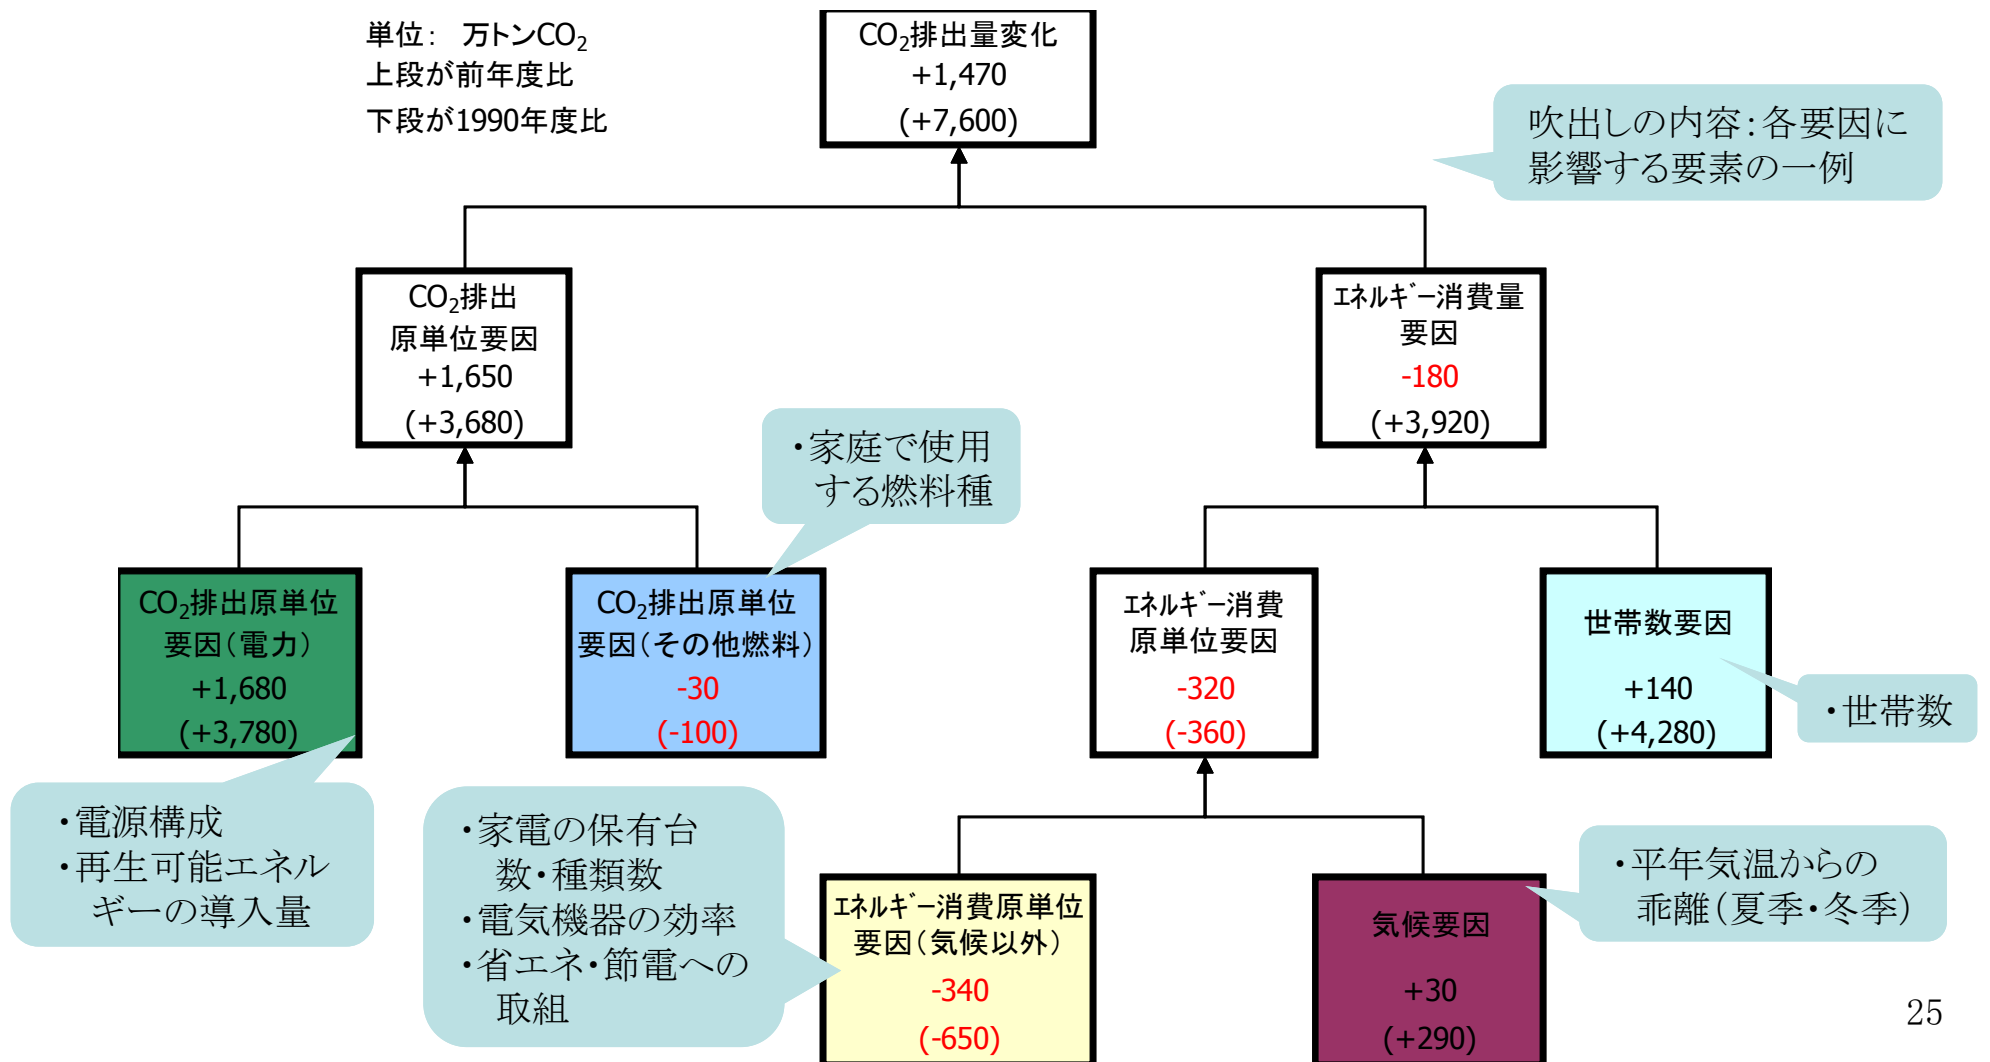 単位： 万トンCO₂
上段が前年度比
下段が1990年度比
CO₂排出量変化
+1,470
(+7,600)
吹出しの内容：各要因に
影響する要素の一例
CO₂排出
原単位要因
+1,650
(+3,680)
ｴﾈﾙｷﾞｰ消費量
要因
-180
(+3,920)
・家庭で使用
する燃料種
CO₂排出原単位
要因（電力）
+1,680
(+3,780)
CO₂排出原単位
要因（その他燃料）
-30
(-100)
ｴﾈﾙｷﾞｰ消費
原単位要因
-320
(-360)
世帯数要因
+140
(+4,280)
・世帯数
・電源構成
・再生可能エネル
ギーの導入量
・家電の保有台
数・種類数
・電気機器の効率
・省エネ・節電への
取組
ｴﾈﾙｷﾞｰ消費原単位
要因（気候以外）
-340
(-650)
気候要因
+30
(+290)
・平年気温からの
乖離（夏季・冬季）
25